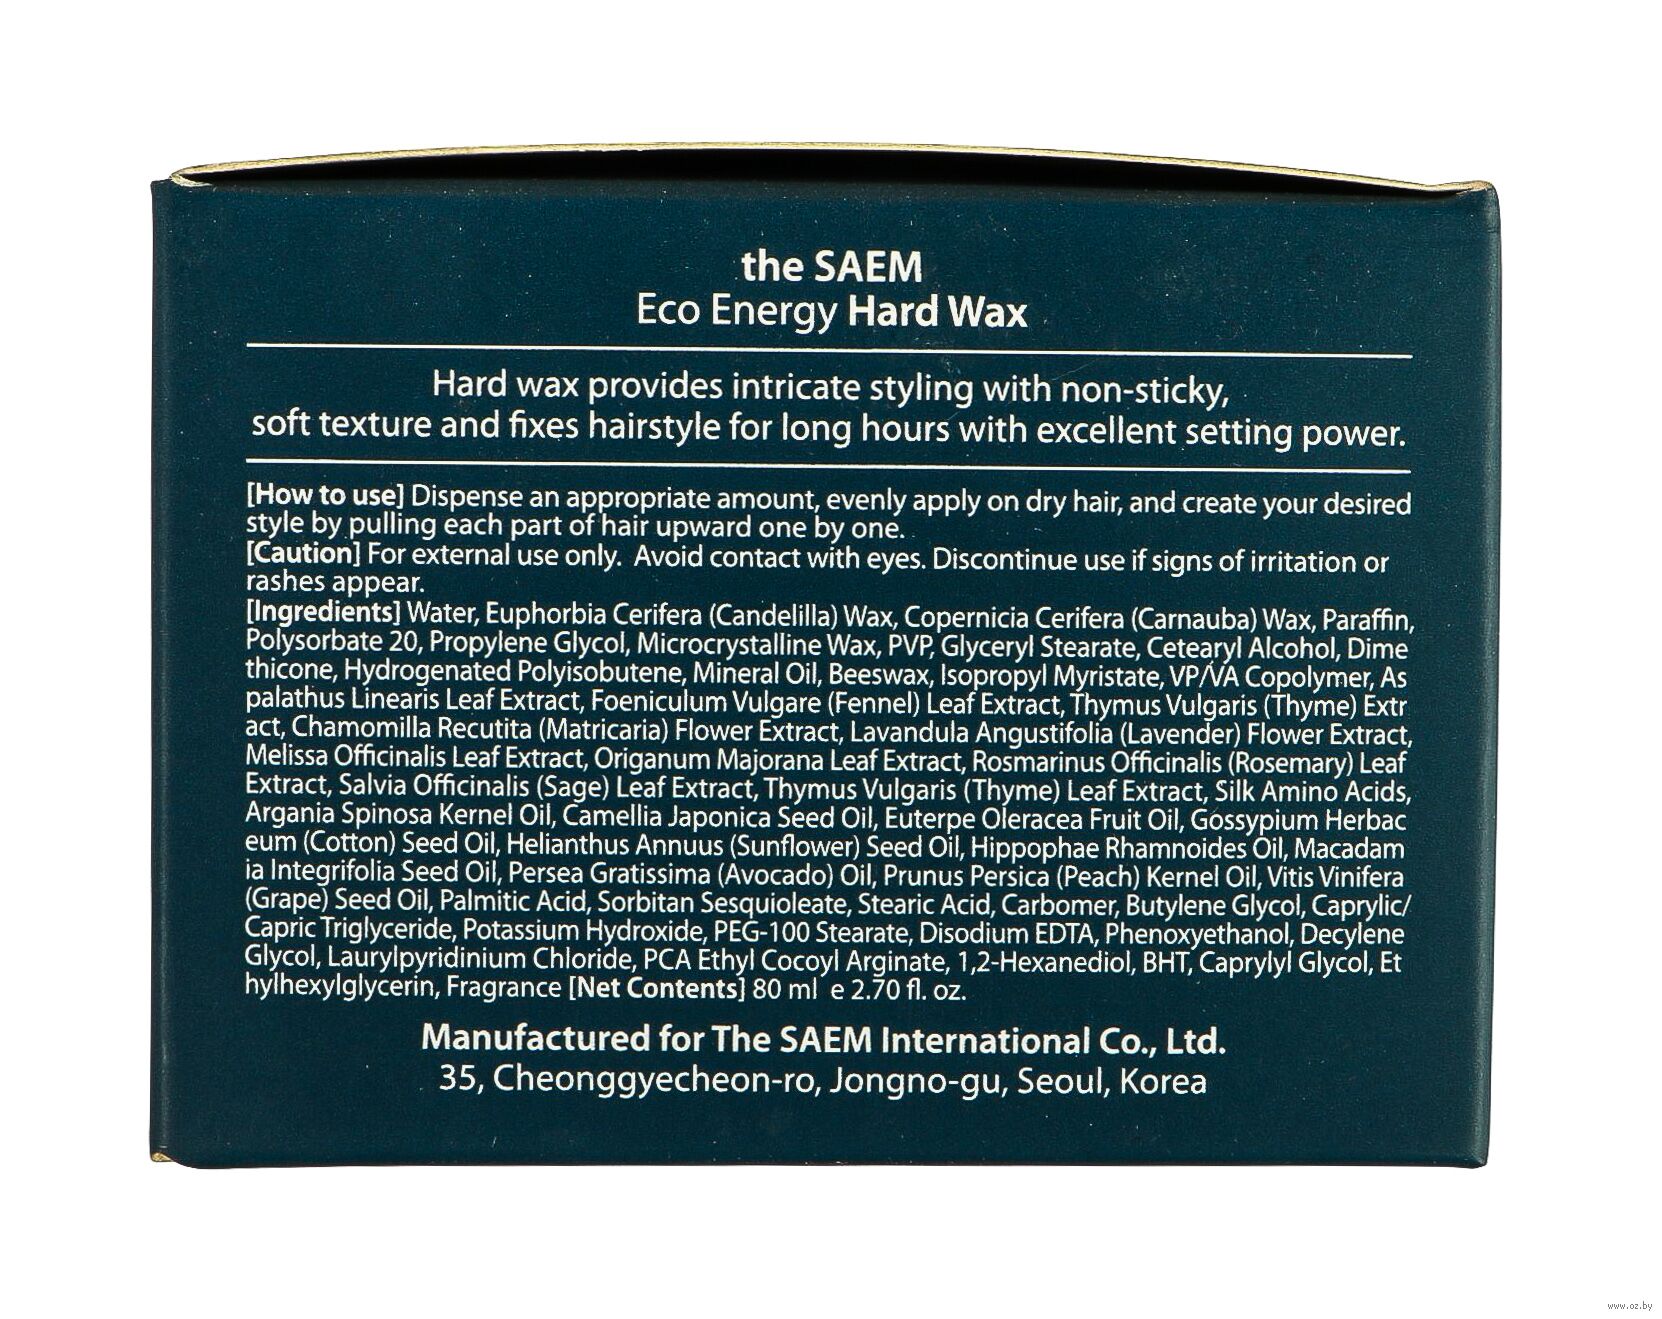 the SAEM
Eco Energy Hard Wax
Hard wax provides intricate styling with non-sticky,
soft texture and fixes hairstyle for long hours with excellent setting power.
[How to use] Dispense an appropriate amount, evenly apply on dry hair, and create your desired
style by pulling each part of hair upward one by one.
[Caution] For external use only. Avoid contact with eyes. Discontinue use if signs of irritation or
rashes appear.
[Ingredients] Water, Euphorbia Cerifera (Candelilla) Wax, Copernicia Cerifera (Carnauba) Wax, Paraffin,
Polysorbate 20, Propylene Glycol, Microcrystalline Wax, PVP, Glyceryl Stearate, Cetearyl Alcohol, Dime
thicone, Hydrogenated Polyisobutene, Mineral Oil, Beeswax, Isopropyl Myristate, VP/VA Copolymer, As
palathus Linearis Leaf Extract, Foeniculum Vulgare (Fennel) Leaf Extract, Thymus Vulgaris (Thyme) Extr
act, Chamomilla Recutita (Matricaria) Flower Extract, Lavandula Angustifolia (Lavender) Flower Extract,
Melissa Officinalis Leaf Extract, Origanum Majorana Leaf Extract, Rosmarinus Officinalis (Rosemary) Leaf
Extract, Salvia Officinalis (Sage) Leaf Extract, Thymus Vulgaris (Thyme) Leaf Extract, Silk Amino Acids,
Argania Spinosa Kernel Oil, Camellia Japonica Seed Oil, Euterpe Oleracea Fruit Oil, Gossypium Herbac
eum (Cotton) Seed Oil, Helianthus Annuus (Sunflower) Seed Oil, Hippophae Rhamnoides Oil, Macadam
ia Integrifolia Seed Oil, Persea Gratissima (Avocado) Oil, Prunus Persica (Peach) Kernel Oil, Vitis Vinifera
(Grape) Seed Oil, Palmitic Acid, Sorbitan Sesquioleate, Stearic Acid, Carbomer, Butylene Glycol, Caprylic/
Capric Triglyceride, Potassium Hydroxide, PEG-100 Stearate, Disodium EDTA, Phenoxyethanol, Decylene
Glycol, Laurylpyridinium Chloride, PCA Ethyl Cocoyl Arginate, 1,2-Hexanediol, BHT, Caprylyl Glycol, Et
hylhexylglycerin, Fragrance [Net Contents] 80 ml e 2.70 fl. oz.
Manufactured for The SAEM International Co., Ltd.
35, Cheonggyecheon-ro, Jongno-gu, Seoul, Korea
www.oz.by